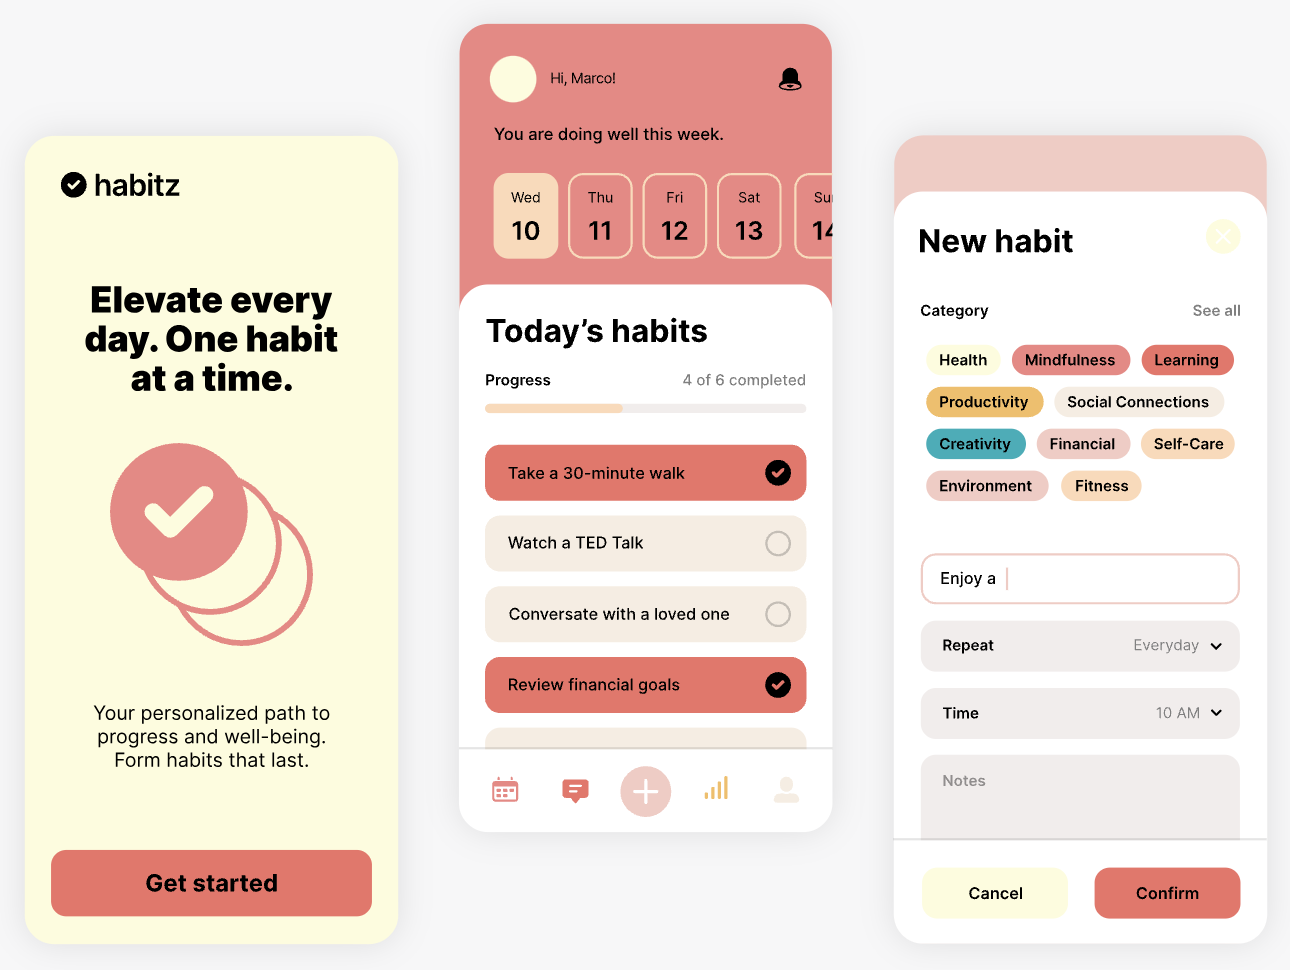 habitz
Elevate every
day. One habit
at a time.
Your personalized path to
progress and well-being.
Form habits that last.
Get started
Hi, Marco!
You are doing well this week.
Wed Thu Fri Sat Su
10 11 12 13 14
Today’s habits
Progress 4 of 6 completed
Take a 30-minute walk
Watch a TED Talk
Conversate with a loved one
Review financial goals
New habit
Category See all
Health Mindfulness Learning
Productivity Social Connections
Creativity Financial Self-Care
Environment Fitness
Enjoy a
Repeat Everyday
Time 10 AM
Notes
Cancel Confirm